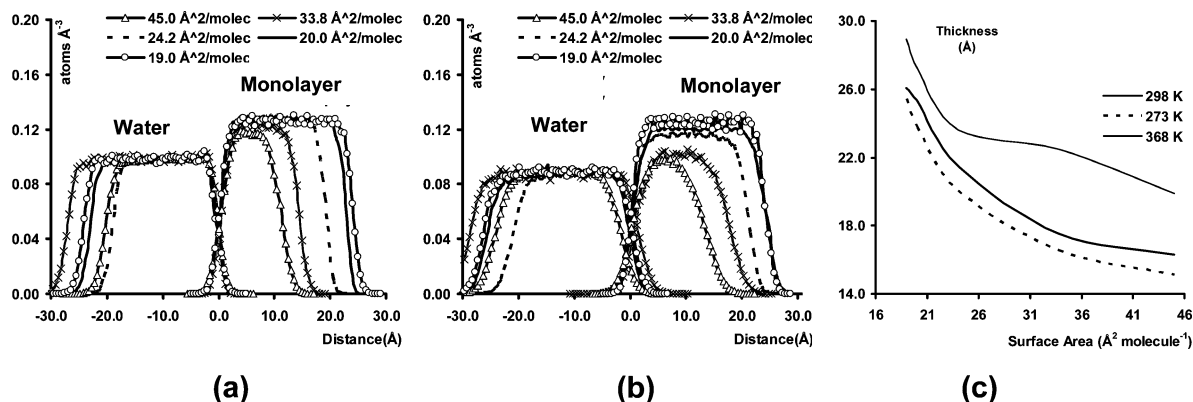 45.0 Å^2/molec 33.8 Å^2/molec
24.2 Å^2/molec 20.0 Å^2/molec
19.0 Å^2/molec
atoms Å-3
0.20
0.16
0.12
0.08
0.04
0.00
Water
Monolayer
-30.0 -20.0 -10.0 0.0 10.0 20.0 30.0
Distance(Å)
(a)
45.0 Å^2/molec 33.8 Å^2/molec
24.2 Å^2/molec 20.0 Å^2/molec
19.0 Å^2/molec
atoms Å-3
0.20
0.16
0.12
0.08
0.04
0.00
Water
Monolayer
-30.0 -20.0 -10.0 0.0 10.0 20.0 30.0
Distance(Å)
(b)
Thickness
(Å)
30.0
26.0
22.0
18.0
14.0
298 K
273 K
368 K
16 21 26 31 36 41 46
Surface Area (Å2 molecule-1)
(c)